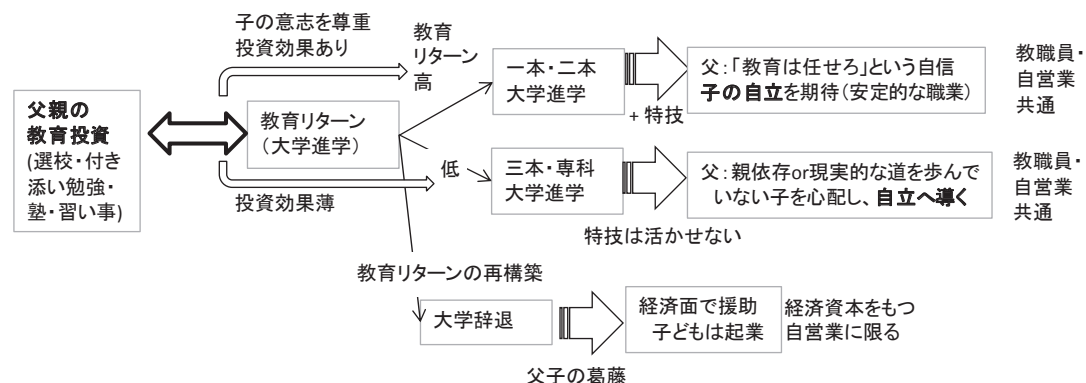 子の意志を尊重
投資効果あり
教育
リターン
高
父親の
教育投資
(選校・付き
添い勉強・
塾・習い事)
教育リターン
（大学進学）
投資効果薄
一本・二本
大学進学
+ 特技
父：「教育は任せろ」という自信
子の自立を期待（安定的な職業）
教職員・
自営業
共通
低
三本・専科
大学進学
特技は活かせない
父：親依存or現実的な道を歩んで
いない子を心配し、自立へ導く
教職員・
自営業
共通
教育リターンの再構築
大学辞退
父子の葛藤
経済面で援助
子どもは起業
経済資本をもつ
自営業に限る